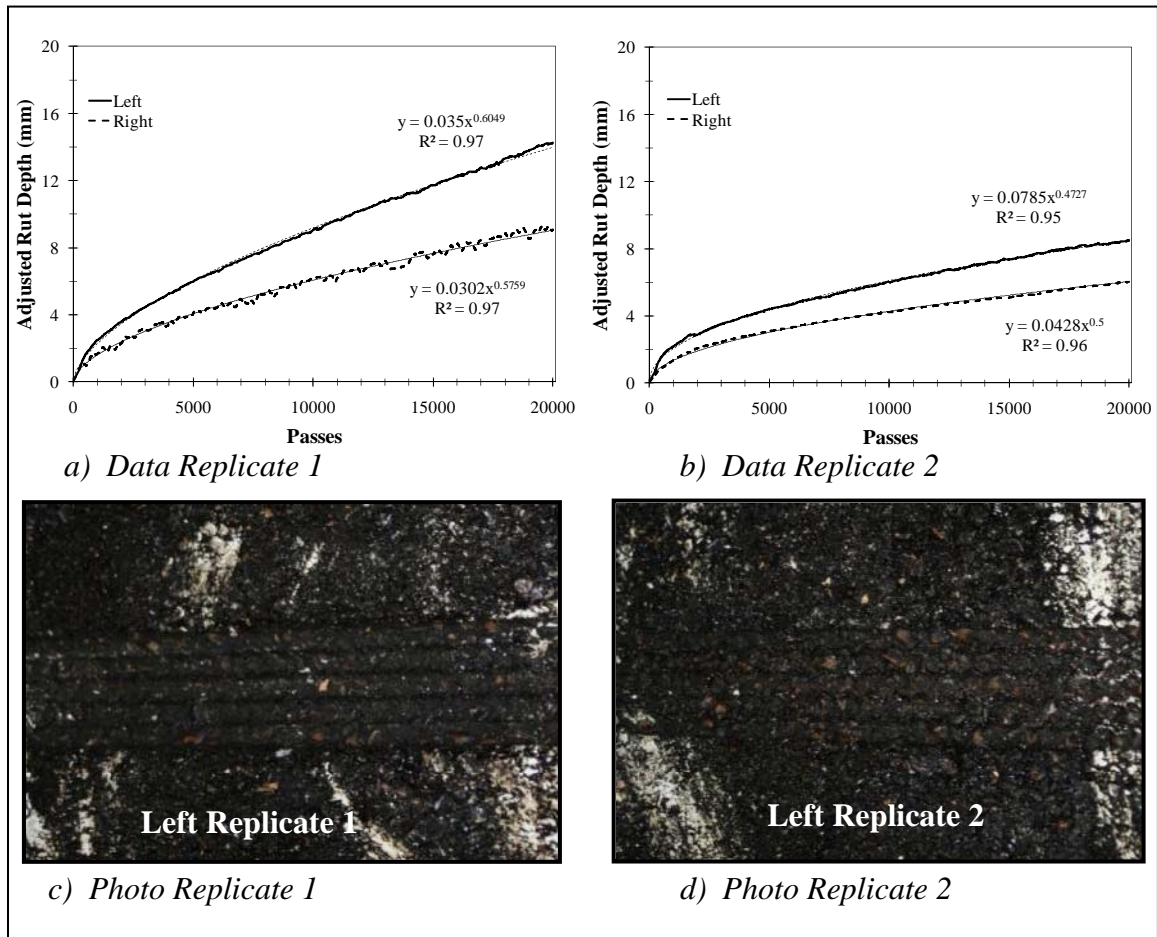 20
16
12
8
4
0
Adjusted Rut Depth (mm)
Left
Right
y = 0.035x^0.6049
R² = 0.97
y = 0.0302x^0.5759
R² = 0.97
0 5000 10000 15000 20000
Passes
a) Data Replicate 1
20
16
12
8
4
0
Adjusted Rut Depth (mm)
Left
Right
y = 0.0785x^0.4727
R² = 0.95
y = 0.0428x^0.5
R² = 0.96
0 5000 10000 15000 20000
Passes
b) Data Replicate 2
Left Replicate 1
c) Photo Replicate 1
Left Replicate 2
d) Photo Replicate 2